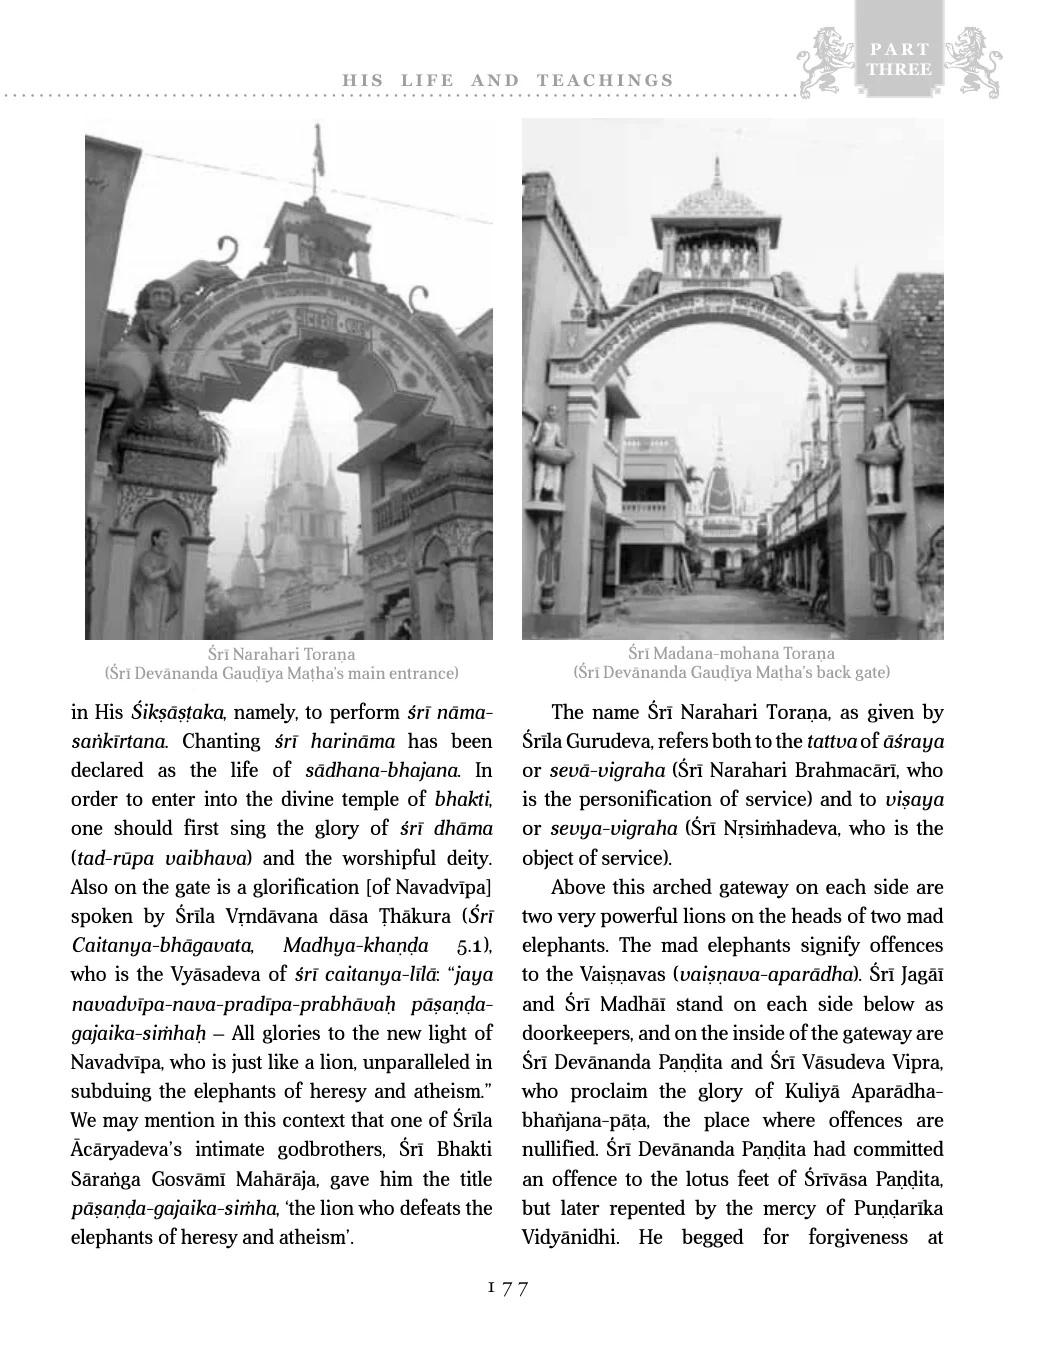 HIS LIFE AND TEACHINGS
PART
THREE
Śrī Narahari Toraṇa
(Śrī Devānanda Gauḍīya Maṭha's main entrance)
Śrī Madana-mohana Toraṇa
(Śrī Devānanda Gauḍīya Maṭha's back gate)
in His Śikṣāṣṭaka, namely, to perform śrī nāma-
saṅkīrtana. Chanting śrī harināma has been
declared as the life of sādhana-bhajana. In
order to enter into the divine temple of bhakti,
one should first sing the glory of śrī dhāma
(tad-rūpa vaibhava) and the worshipful deity.
Also on the gate is a glorification [of Navadvīpa]
spoken by Śrīla Vṛndāvana dāsa Ṭhākura (Śrī
Caitanya-bhāgavata, Madhya-khaṇḍa 5.1),
who is the Vyāsadeva of śrī caitanya-līlā: “jaya
navadvīpa-nava-pradīpa-prabhāvaḥ pāṣaṇḍa-
gajaika-siṁhaḥ – All glories to the new light of
Navadvīpa, who is just like a lion, unparalleled in
subduing the elephants of heresy and atheism.”
We may mention in this context that one of Śrīla
Ācāryadeva’s intimate godbrothers, Śrī Bhakti
Sāraṅga Gosvāmī Mahārāja, gave him the title
pāṣaṇḍa-gajaika-siṁha, ‘the lion who defeats the
elephants of heresy and atheism’.
The name Śrī Narahari Toraṇa, as given by
Śrīla Gurudeva, refers both to the tattva of āśraya
or sevā-vigraha (Śrī Narahari Brahmacārī, who
is the personification of service) and to viṣaya
or sevya-vigraha (Śrī Nṛsiṁhadeva, who is the
object of service).
Above this arched gateway on each side are
two very powerful lions on the heads of two mad
elephants. The mad elephants signify offences
to the Vaiṣṇavas (vaiṣṇava-aparādha). Śrī Jagāī
and Śrī Madhāī stand on each side below as
doorkeepers, and on the inside of the gateway are
Śrī Devānanda Paṇḍita and Śrī Vāsudeva Vipra,
who proclaim the glory of Kuliyā Aparādha-
bhañjana-pāṭa, the place where offences are
nullified. Śrī Devānanda Paṇḍita had committed
an offence to the lotus feet of Śrīvāsa Paṇḍita,
but later repented by the mercy of Puṇḍarīka
Vidyānidhi. He begged for forgiveness at
177